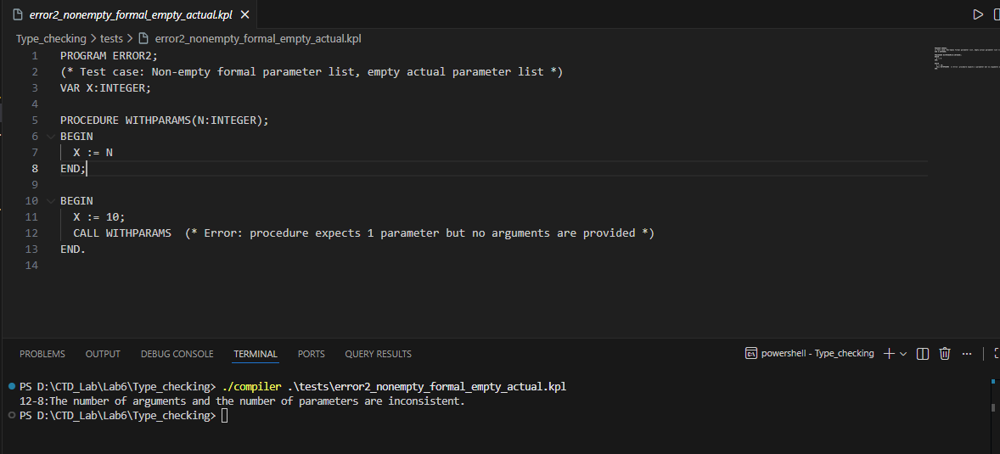 error2_nonempty_formal_empty_actual.kpl
Type_checking > tests > error2_nonempty_formal_empty_actual.kpl
1 PROGRAM ERROR2;
2 (* Test case: Non-empty formal parameter list, empty actual parameter list *)
3 VAR X:INTEGER;
4
5 PROCEDURE WITHPARAMS(N:INTEGER);
6 BEGIN
7 X := N
8 END;
9
10 BEGIN
11 X := 10;
12 CALL WITHPARAMS (* Error: procedure expects 1 parameter but no arguments are provided *)
13 END.
14
PROBLEMS OUTPUT DEBUG CONSOLE TERMINAL PORTS QUERY RESULTS powershell - Type_checking
PS D:\CTD_Lab\Lab6\Type_checking> ./compiler .\tests\error2_nonempty_formal_empty_actual.kpl
12-8:The number of arguments and the number of parameters are inconsistent.
PS D:\CTD_Lab\Lab6\Type_checking>